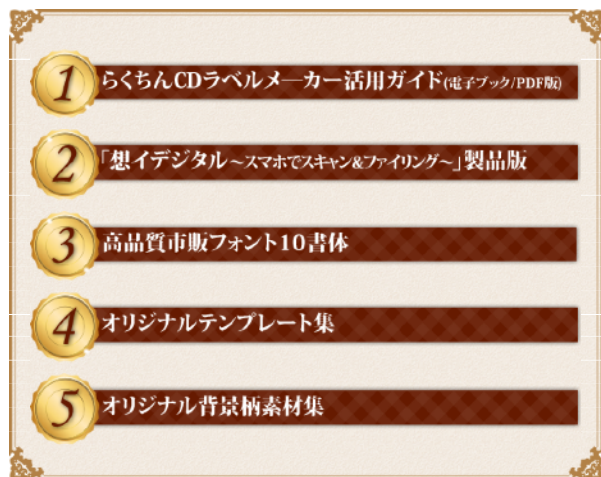 1 らくちんCDラベルメーカー活用ガイド(電子ブック/PDF版)
2 「想イデジタル～スマホでスキャン&ファイリング～」製品版
3 高品質市販フォント10書体
4 オリジナルテンプレート集
5 オリジナル背景柄素材集